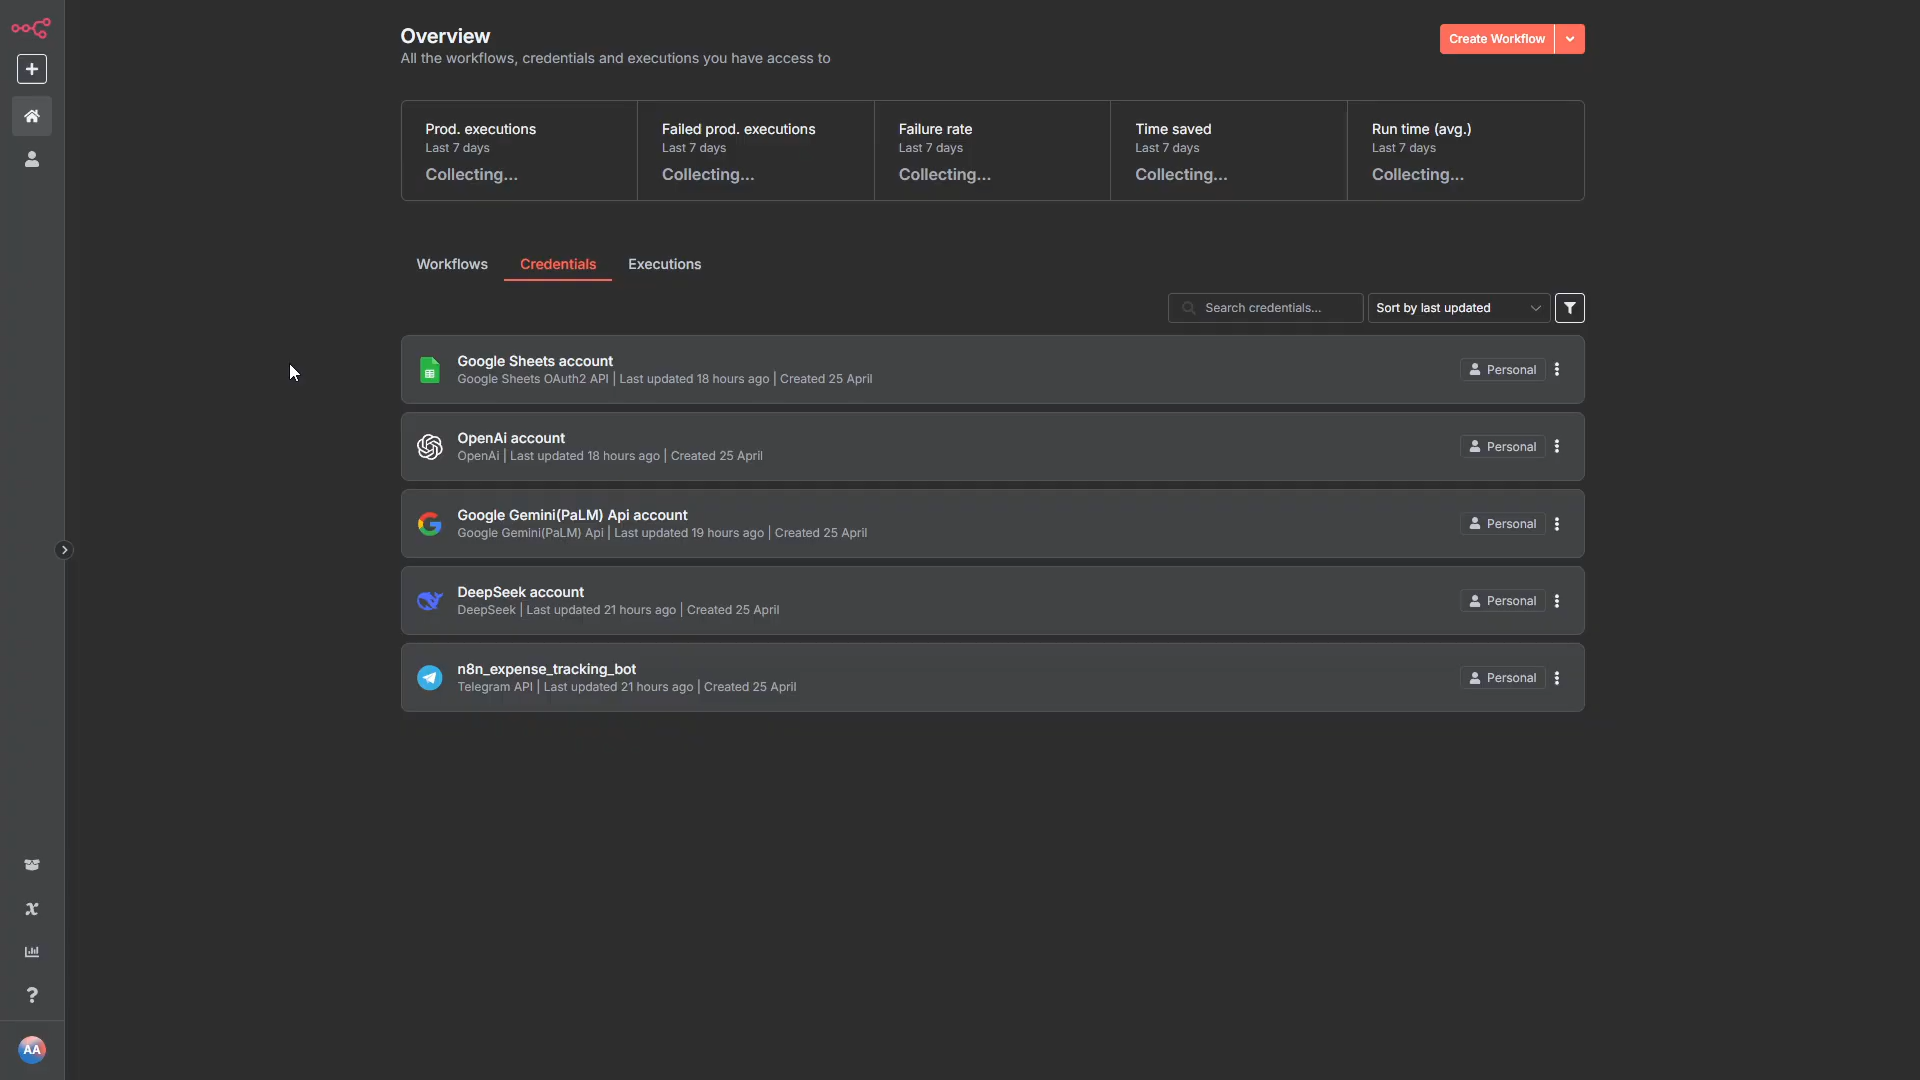 Overview
All the workflows, credentials and executions you have access to
Create Workflow
Prod. executions
Last 7 days
Collecting...
Failed prod. executions
Last 7 days
Collecting...
Failure rate
Last 7 days
Collecting...
Time saved
Last 7 days
Collecting...
Run time (avg.)
Last 7 days
Collecting...
Workflows
Credentials
Executions
Search credentials...
Sort by last updated
Google Sheets account
Google Sheets OAuth2 API | Last updated 18 hours ago | Created 25 April
Personal
OpenAi account
OpenAi | Last updated 18 hours ago | Created 25 April
Personal
Google Gemini(PaLM) Api account
Google Gemini(PaLM) Api | Last updated 19 hours ago | Created 25 April
Personal
DeepSeek account
DeepSeek | Last updated 21 hours ago | Created 25 April
Personal
n8n_expense_tracking_bot
Telegram API | Last updated 21 hours ago | Created 25 April
Personal
AA